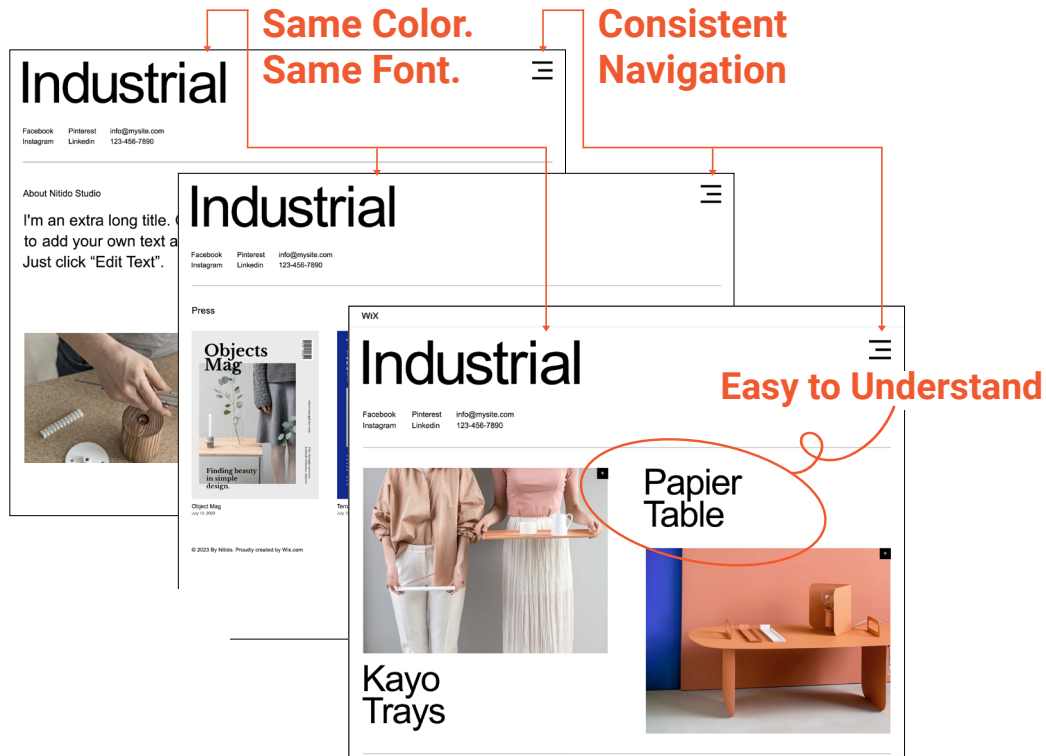 Same Color.
Same Font.
Consistent
Navigation
Industrial
Facebook Pinterest info@mysite.com
Instagram Linkedin 123-456-7890
About Nitido Studio
I'm an extra long title.
to add your own text a
Just click “Edit Text”.
Industrial
Facebook Pinterest info@mysite.com
Instagram Linkedin 123-456-7890
Press
Objects
Mag
Finding beauty
in simple
design.
Object Mag
July 12, 2023
Terra
© 2023 By Nitido. Proudly created by Wix.com
WiX
Industrial
Easy to Understand
Facebook Pinterest info@mysite.com
Instagram Linkedin 123-456-7890
Papier
Table
Kayo
Trays